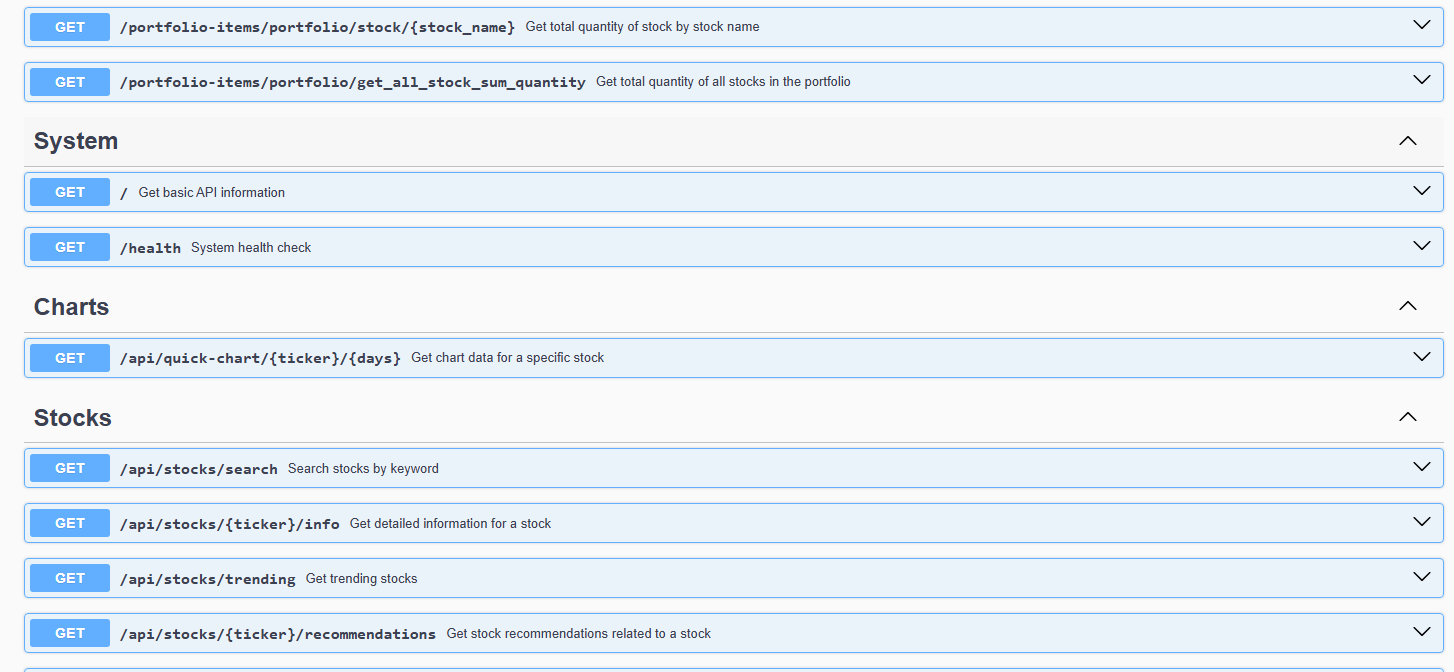 GET /portfolio-items/portfolio/stock/{stock_name} Get total quantity of stock by stock name
GET /portfolio-items/portfolio/get_all_stock_sum_quantity Get total quantity of all stocks in the portfolio
System
GET / Get basic API information
GET /health System health check
Charts
GET /api/quick-chart/{ticker}/{days} Get chart data for a specific stock
Stocks
GET /api/stocks/search Search stocks by keyword
GET /api/stocks/{ticker}/info Get detailed information for a stock
GET /api/stocks/trending Get trending stocks
GET /api/stocks/{ticker}/recommendations Get stock recommendations related to a stock